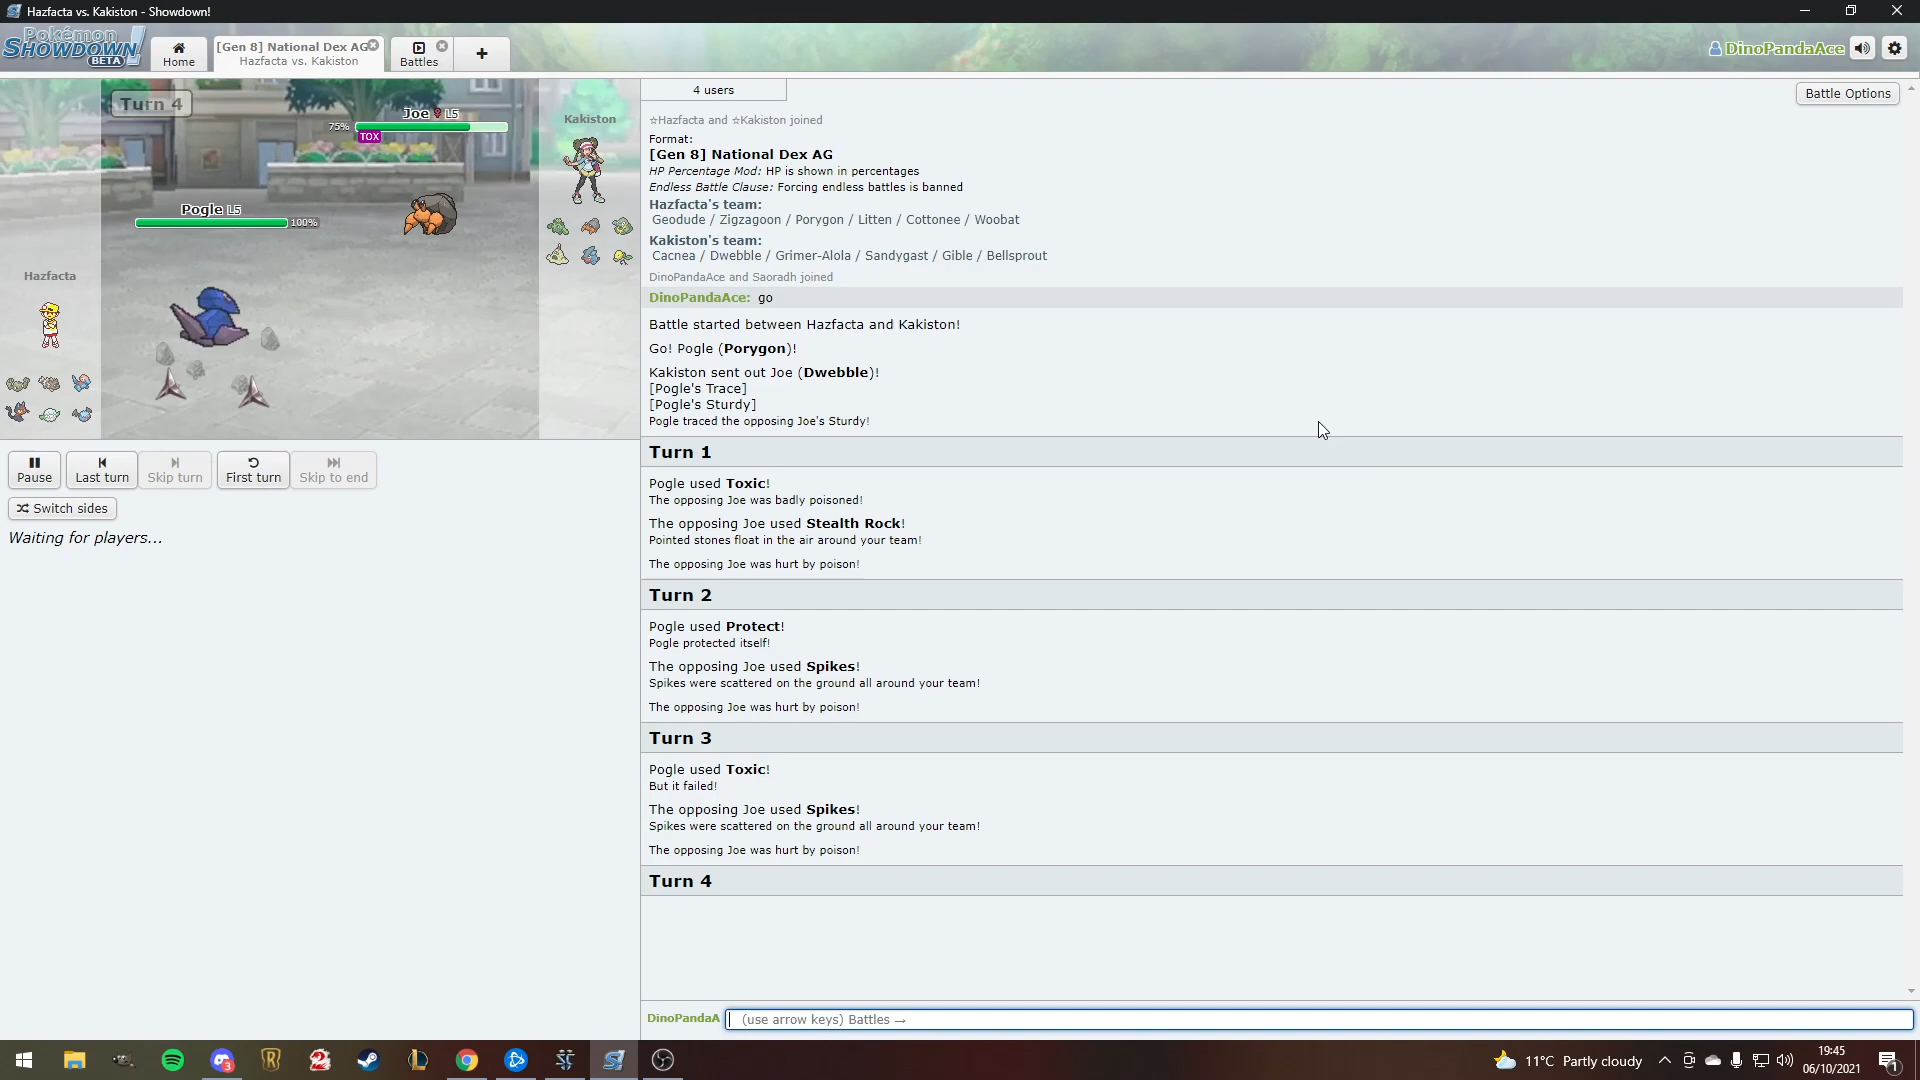 Hazfacta vs. Kakiston - Showdown!
Pokémon
SHOWDOWN!
BETA
Home
[Gen 8] National Dex AG
Hazfacta vs. Kakiston
Battles
+
DinoPandaAce
Turn 4
Joe ♀ L5
75%
TOX
Pogle L5
100%
Kakiston
Hazfacta
Pause
Last turn
Skip turn
First turn
Skip to end
Switch sides
Waiting for players...
4 users
Battle Options
☆Hazfacta and ☆Kakiston joined
Format:
[Gen 8] National Dex AG
HP Percentage Mod: HP is shown in percentages
Endless Battle Clause: Forcing endless battles is banned
Hazfacta's team:
Geodude / Zigzagoon / Porygon / Litten / Cottonee / Woobat
Kakiston's team:
Cacnea / Dwebble / Grimer-Alola / Sandygast / Gible / Bellsprout
DinoPandaAce and Saoradh joined
DinoPandaAce: go
Battle started between Hazfacta and Kakiston!
Go! Pogle (Porygon)!
Kakiston sent out Joe (Dwebble)!
[Pogle's Trace]
[Pogle's Sturdy]
Pogle traced the opposing Joe's Sturdy!
Turn 1
Pogle used Toxic!
The opposing Joe was badly poisoned!
The opposing Joe used Stealth Rock!
Pointed stones float in the air around your team!
The opposing Joe was hurt by poison!
Turn 2
Pogle used Protect!
Pogle protected itself!
The opposing Joe used Spikes!
Spikes were scattered on the ground all around your team!
The opposing Joe was hurt by poison!
Turn 3
Pogle used Toxic!
But it failed!
The opposing Joe used Spikes!
Spikes were scattered on the ground all around your team!
The opposing Joe was hurt by poison!
Turn 4
DinoPandaA
(use arrow keys) Battles →
11°C Partly cloudy
19:45
06/10/2021
3
1